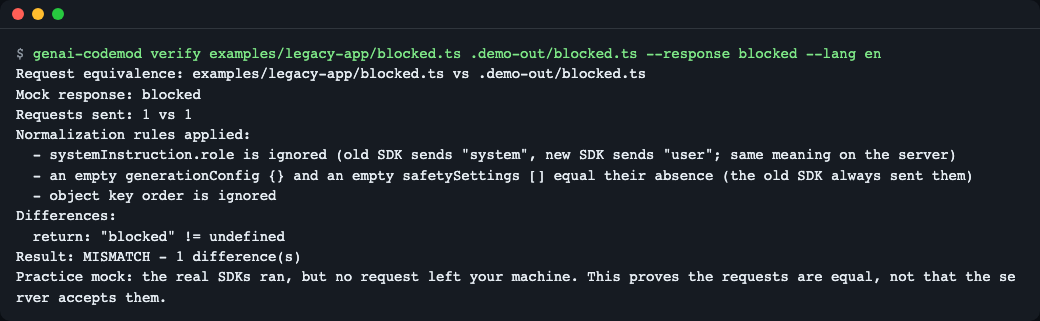 $ genai-codemod verify examples/legacy-app/blocked.ts .demo-out/blocked.ts --response blocked --lang en
Request equivalence: examples/legacy-app/blocked.ts vs .demo-out/blocked.ts
Mock response: blocked
Requests sent: 1 vs 1
Normalization rules applied:
  - systemInstruction.role is ignored (old SDK sends "system", new SDK sends "user"; same meaning on the server)
  - an empty generationConfig {} and an empty safetySettings [] equal their absence (the old SDK always sent them)
  - object key order is ignored
Differences:
  return: "blocked" != undefined
Result: MISMATCH - 1 difference(s)
Practice mock: the real SDKs ran, but no request left your machine. This proves the requests are equal, not that the se
rver accepts them.